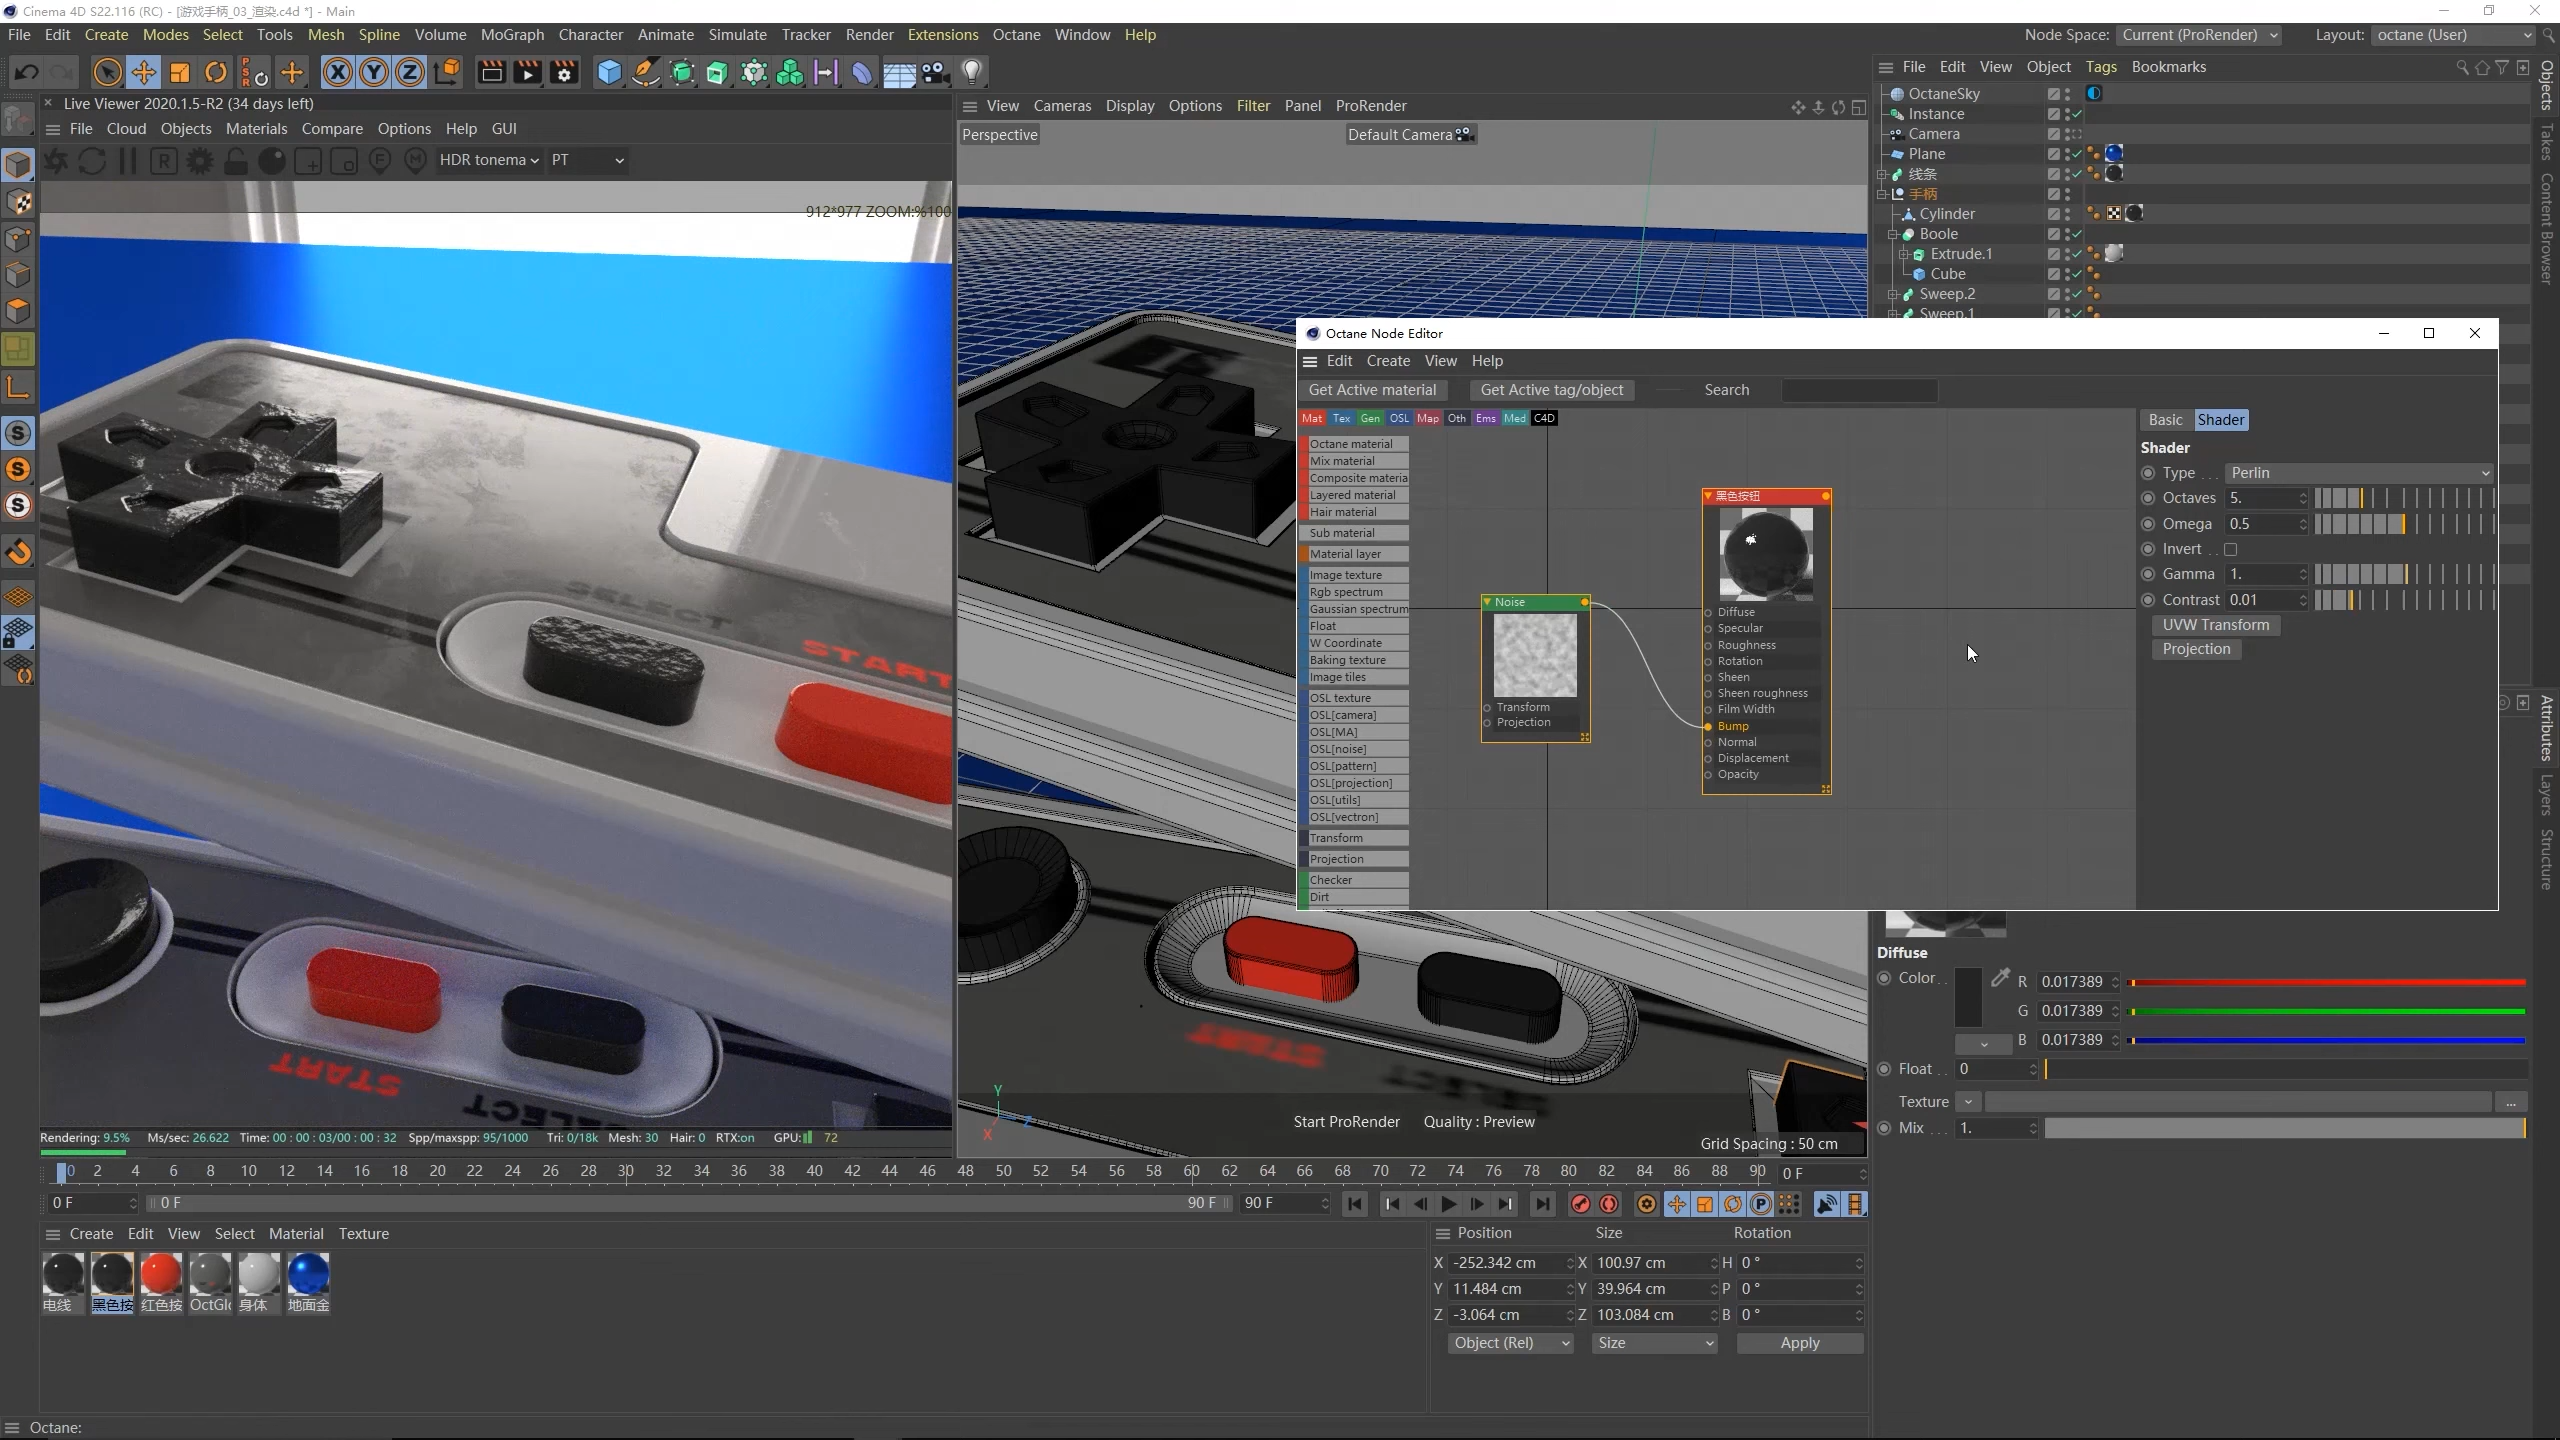 Cinema 4D S22.116 (RC) - [游戏手柄_03_渲染.c4d *] - Main
File Edit Create Modes Select Tools Mesh Spline Volume MoGraph Character Animate Simulate Tracker Render Extensions Octane Window Help
Node Space: Current (ProRender) Layout: octane (User)
PSR X Y Z
File Edit View Object Tags Bookmarks
Live Viewer 2020.1.5-R2 (34 days left)
File Cloud Objects Materials Compare Options Help GUI
R F M HDR tonema PT
View Cameras Display Options Filter Panel ProRender
Perspective
Default Camera
912*977 ZOOM:%100
OctaneSky
Instance
Camera
Plane
线条
手柄
Cylinder
Boole
Extrude.1
Cube
Sweep.2
Sweep.1
Objects
Takes
Content Browser
Attributes
Layers
Structure
SELECT
START
START
SELECT
START
SELECT
Octane Node Editor
Edit Create View Help
Get Active material Get Active tag/object Search
Mat Tex Gen OSL Map Oth Ems Med C4D
Octane material
Mix material
Composite materia
Layered material
Hair material
Sub material
Material layer
Image texture
Rgb spectrum
Gaussian spectrum
Float
W Coordinate
Baking texture
Image tiles
OSL texture
OSL[camera]
OSL[MA]
OSL[noise]
OSL[pattern]
OSL[projection]
OSL[utils]
OSL[vectron]
Transform
Projection
Checker
Dirt
Noise
Transform
Projection
黑色按钮
Diffuse
Specular
Roughness
Rotation
Sheen
Sheen roughness
Film Width
Bump
Normal
Displacement
Opacity
Basic Shader
Shader
Type . . . Perlin
Octaves 5.
Omega 0.5
Invert . .
Gamma 1.
Contrast 0.01
UVW Transform
Projection
Diffuse
Color . . R 0.017389
G 0.017389
B 0.017389
Float . . 0
Texture ...
Mix . . . 1.
Start ProRender Quality : Preview
Grid Spacing : 50 cm
Y
X
Z
Rendering: 9.5% Ms/sec: 26.622 Time: 00 : 00 : 03/00 : 00 : 32 Spp/maxspp: 95/1000 Tri: 0/18k Mesh: 30 Hair: 0 RTX:on GPU: 72
0 2 4 6 8 10 12 14 16 18 20 22 24 26 28 30 32 34 36 38 40 42 44 46 48 50 52 54 56 58 60 62 64 66 68 70 72 74 76 78 80 82 84 86 88 90 0 F
0 F 0 F 90 F 90 F P
Create Edit View Select Material Texture
电线 黑色按 红色按 OctGl 身体 地面金
Position Size Rotation
X -252.342 cm X 100.97 cm H 0 °
Y 11.484 cm Y 39.964 cm P 0 °
Z -3.064 cm Z 103.084 cm B 0 °
Object (Rel) Size Apply
Octane: